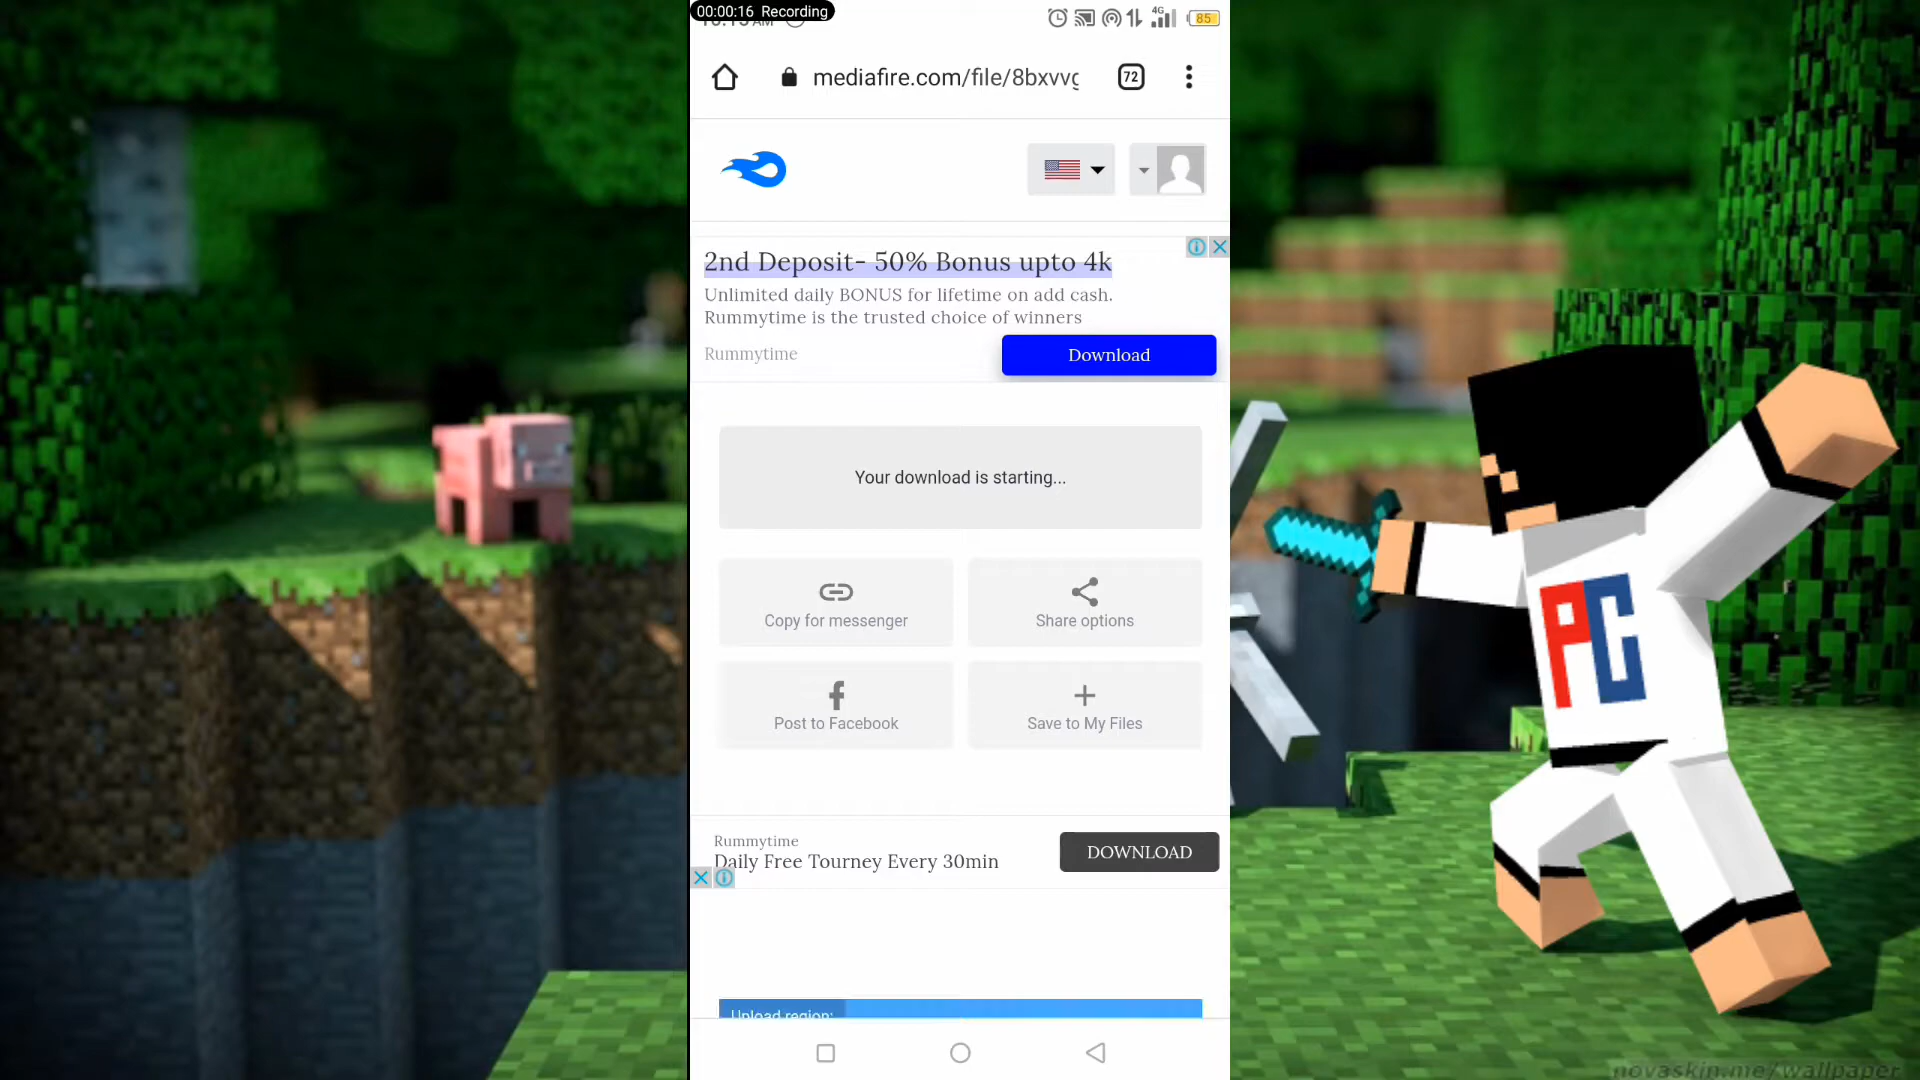 00:00:16 Recording
4G
85
mediafire.com/file/8bxvvg
72
2nd Deposit- 50% Bonus upto 4k
Unlimited daily BONUS for lifetime on add cash.
Rummytime is the trusted choice of winners
Rummytime
Download
Your download is starting...
Copy for messenger
Share options
Post to Facebook
Save to My Files
Rummytime
Daily Free Tourney Every 30min
DOWNLOAD
Upload region:
PC
novaskin.me/wallpaper